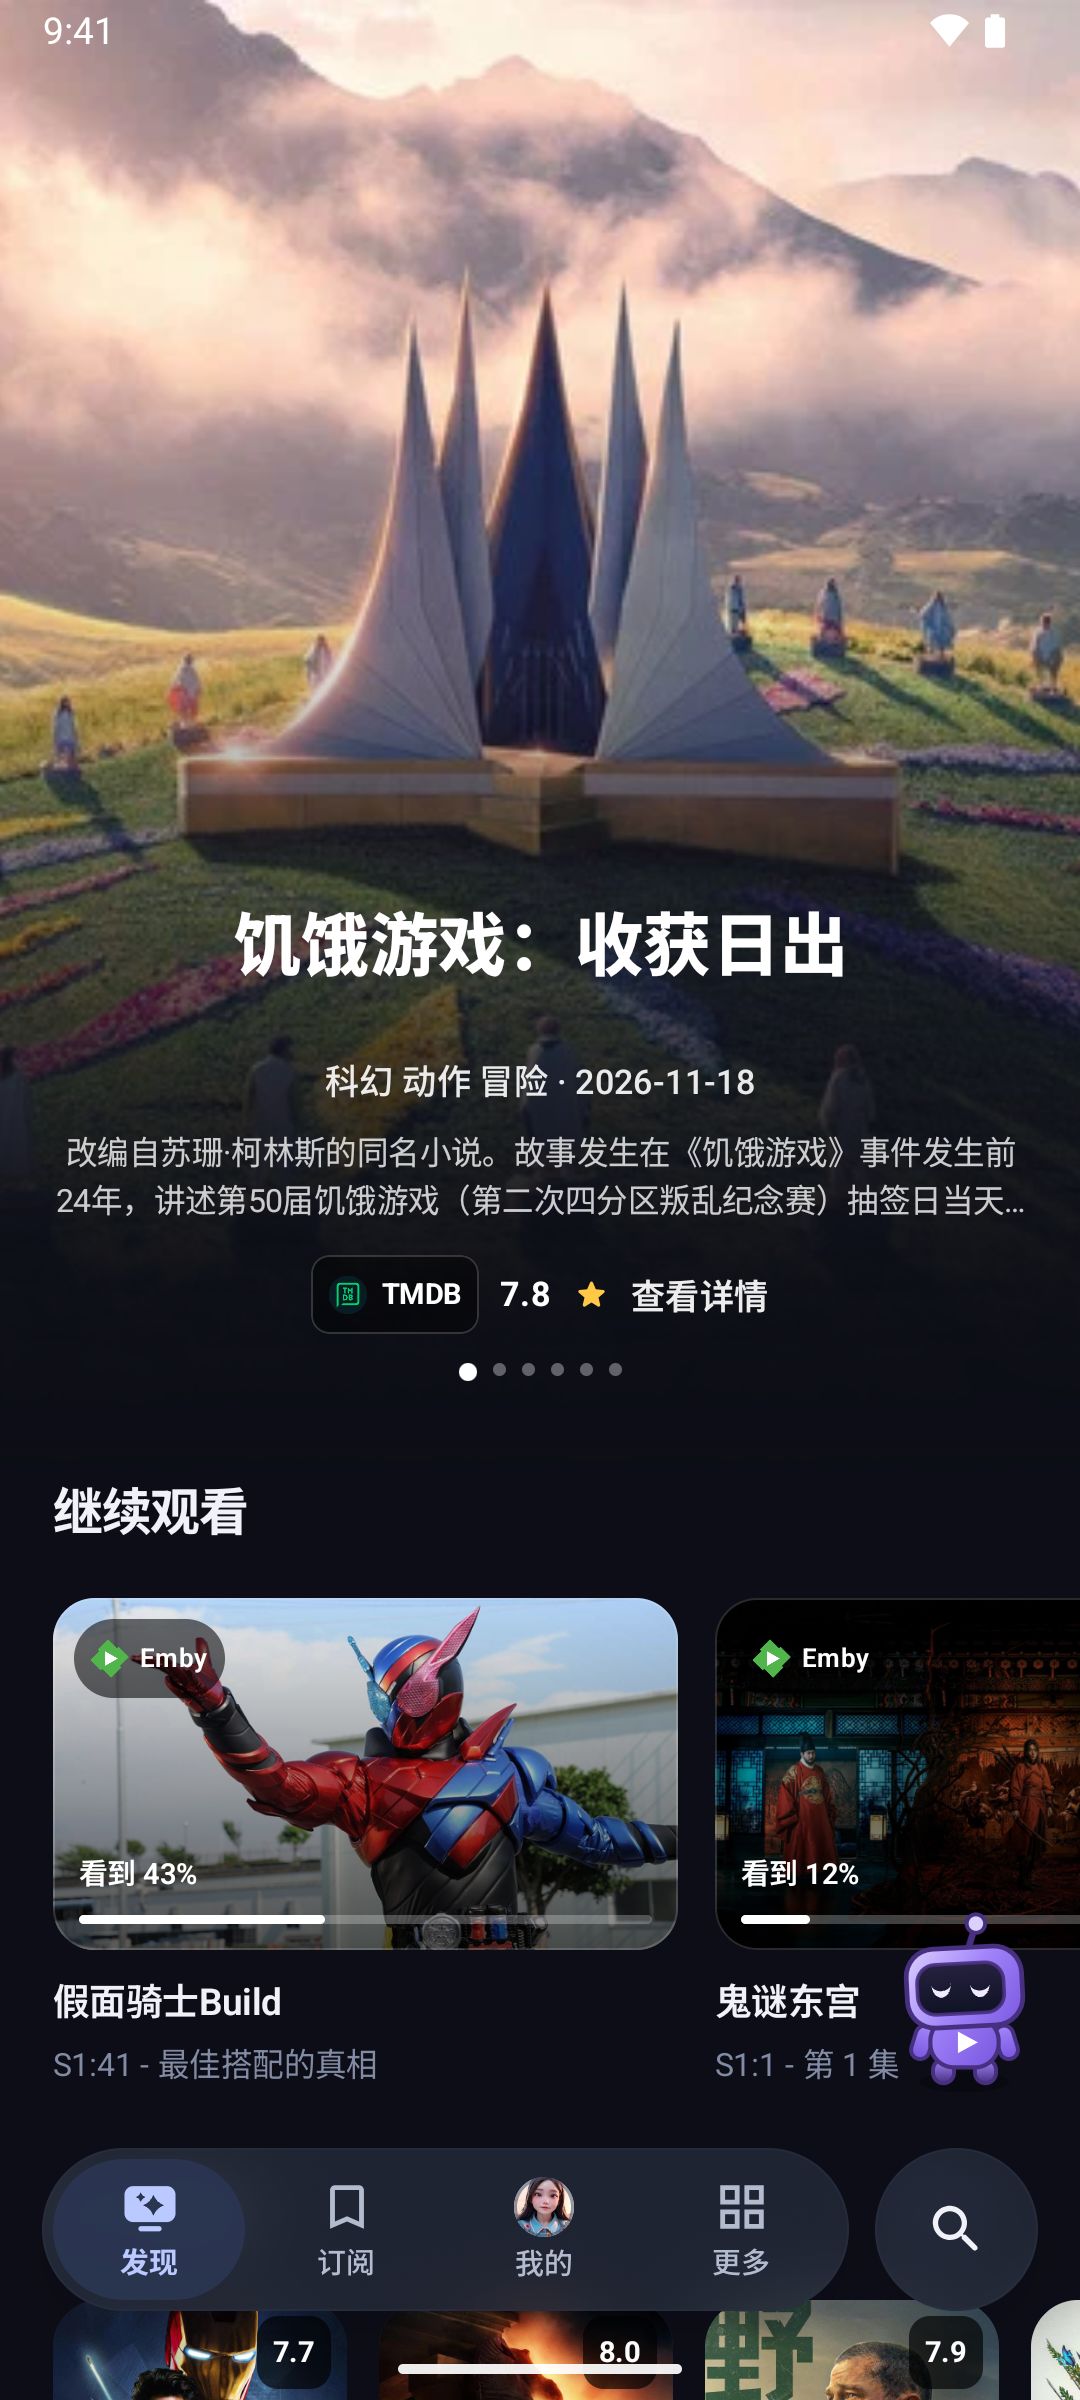 9:41
饥饿游戏：收获日出
科幻 动作 冒险 · 2026-11-18
改编自苏珊·柯林斯的同名小说。故事发生在《饥饿游戏》事件发生前
24年，讲述第50届饥饿游戏（第二次四分区叛乱纪念赛）抽签日当天…
TMDB 7.8 查看详情
继续观看
Emby
看到 43%
假面骑士Build
S1:41 - 最佳搭配的真相
Emby
看到 12%
鬼谜东宫
S1:1 - 第 1 集
发现
订阅
我的
更多
7.7
8.0
野
7.9